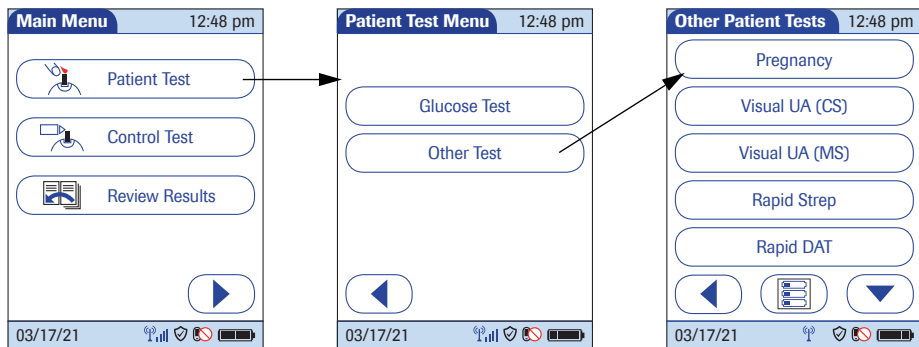 Main Menu 12:48 pm
Patient Test
Control Test
Review Results
03/17/21
Patient Test Menu 12:48 pm
Glucose Test
Other Test
03/17/21
Other Patient Tests 12:48 pm
Pregnancy
Visual UA (CS)
Visual UA (MS)
Rapid Strep
Rapid DAT
03/17/21